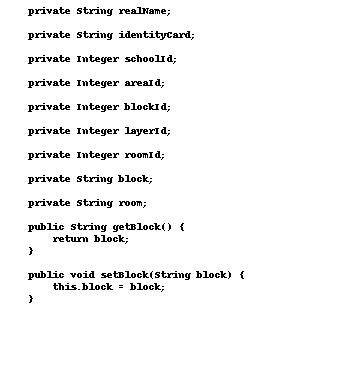 private String realName;
private String identityCard;
private Integer schoolId;
private Integer areaId;
private Integer blockId;
private Integer layerId;
private Integer roomId;
private String block;
private String room;
public String getBlock() {
return block;
}
public void setBlock(String block) {
this.block = block;
}